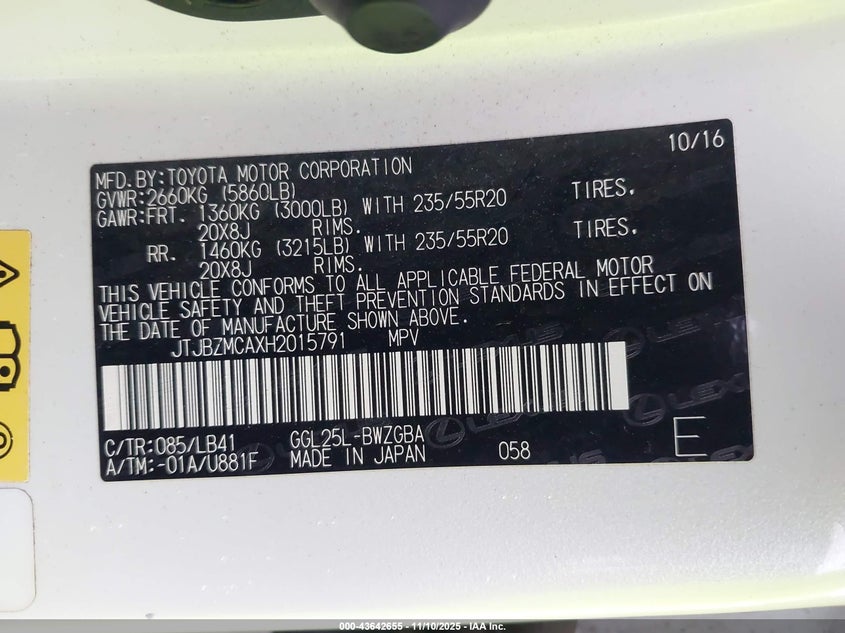 10/16
MFD.BY:TOYOTA MOTOR CORPORATION
GVWR:2660KG (5860LB)
GAWR:FRT. 1360KG (3000LB) WITH 235/55R20 TIRES.
20X8J RIMS.
RR. 1460KG (3215LB) WITH 235/55R20 TIRES.
20X8J RIMS.
THIS VEHICLE CONFORMS TO ALL APPLICABLE FEDERAL MOTOR
VEHICLE SAFETY AND THEFT PREVENTION STANDARDS IN EFFECT ON
THE DATE OF MANUFACTURE SHOWN ABOVE.
JTJBZMCAXH2015791 MPV
C/TR:085/LB41 GGL25L-BWZGBA
A/TM:-01A/U881F MADE IN JAPAN 058 E
LEXUS
000-43642655 - 11/10/2025 - IAA Inc.